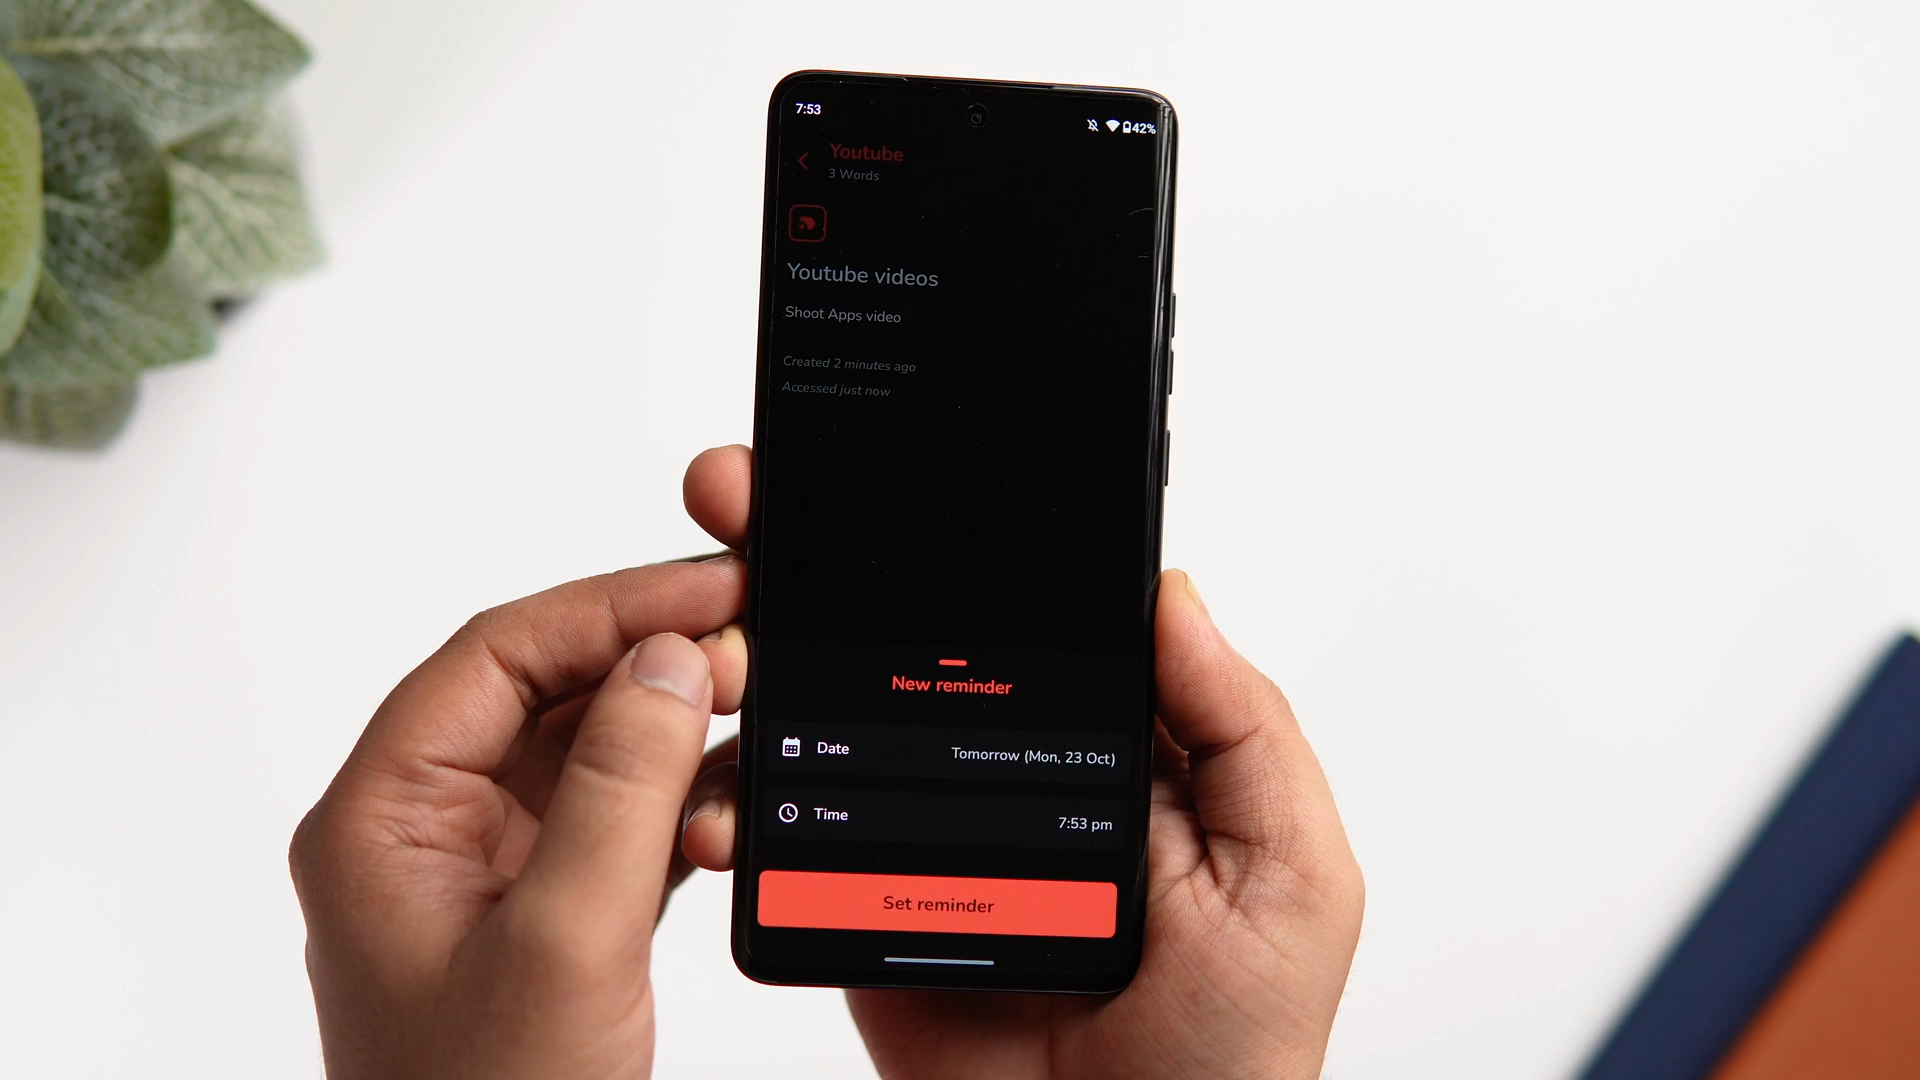 7:53
42%
Youtube
3 Words
Youtube videos
Shoot Apps video
Created 2 minutes ago
Accessed just now
New reminder
Date Tomorrow (Mon, 23 Oct)
Time 7:53 pm
Set reminder